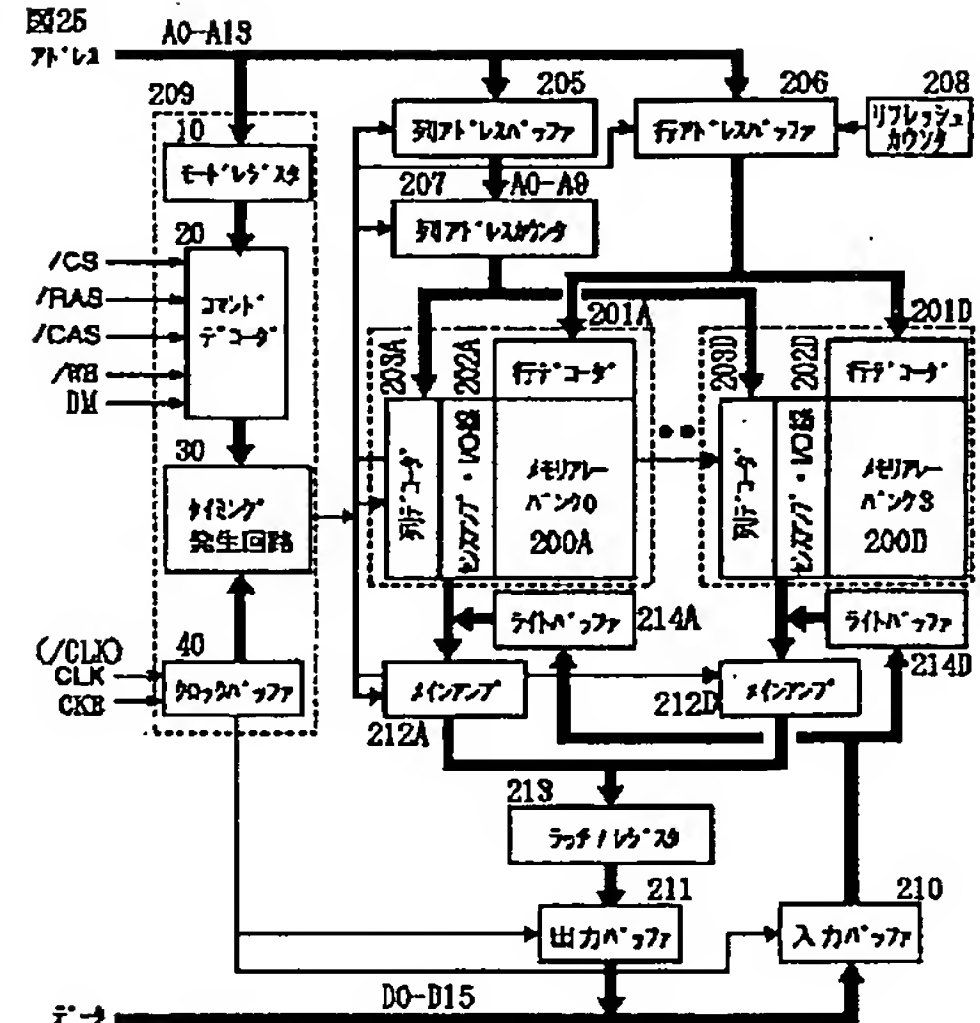 図25
アドレス
A0-A13
209
10
モードレジスタ
20
コマンド
デコーダ
/CS
/RAS
/CAS
/WE
DM
30
タイミング
発生回路
(/CLK)
CLK
CKE
40
クロックバッファ
205
列アドレスバッファ
206
行アドレスバッファ
208
リフレッシュ
カウンタ
207
A0-A9
列アドレスカウンタ
201A
203A
202A
行デコーダ
列デコーダ
センスアンプ・I/O線
メモリアレー
バンク0
200A
201D
203D
202D
行デコーダ
列デコーダ
センスアンプ・I/O線
メモリアレー
バンク3
200D
ライトバッファ
214A
ライトバッファ
214D
メインアンプ
212A
メインアンプ
212D
213
ラッチ/レジスタ
211
出力バッファ
210
入力バッファ
D0-D15
データ